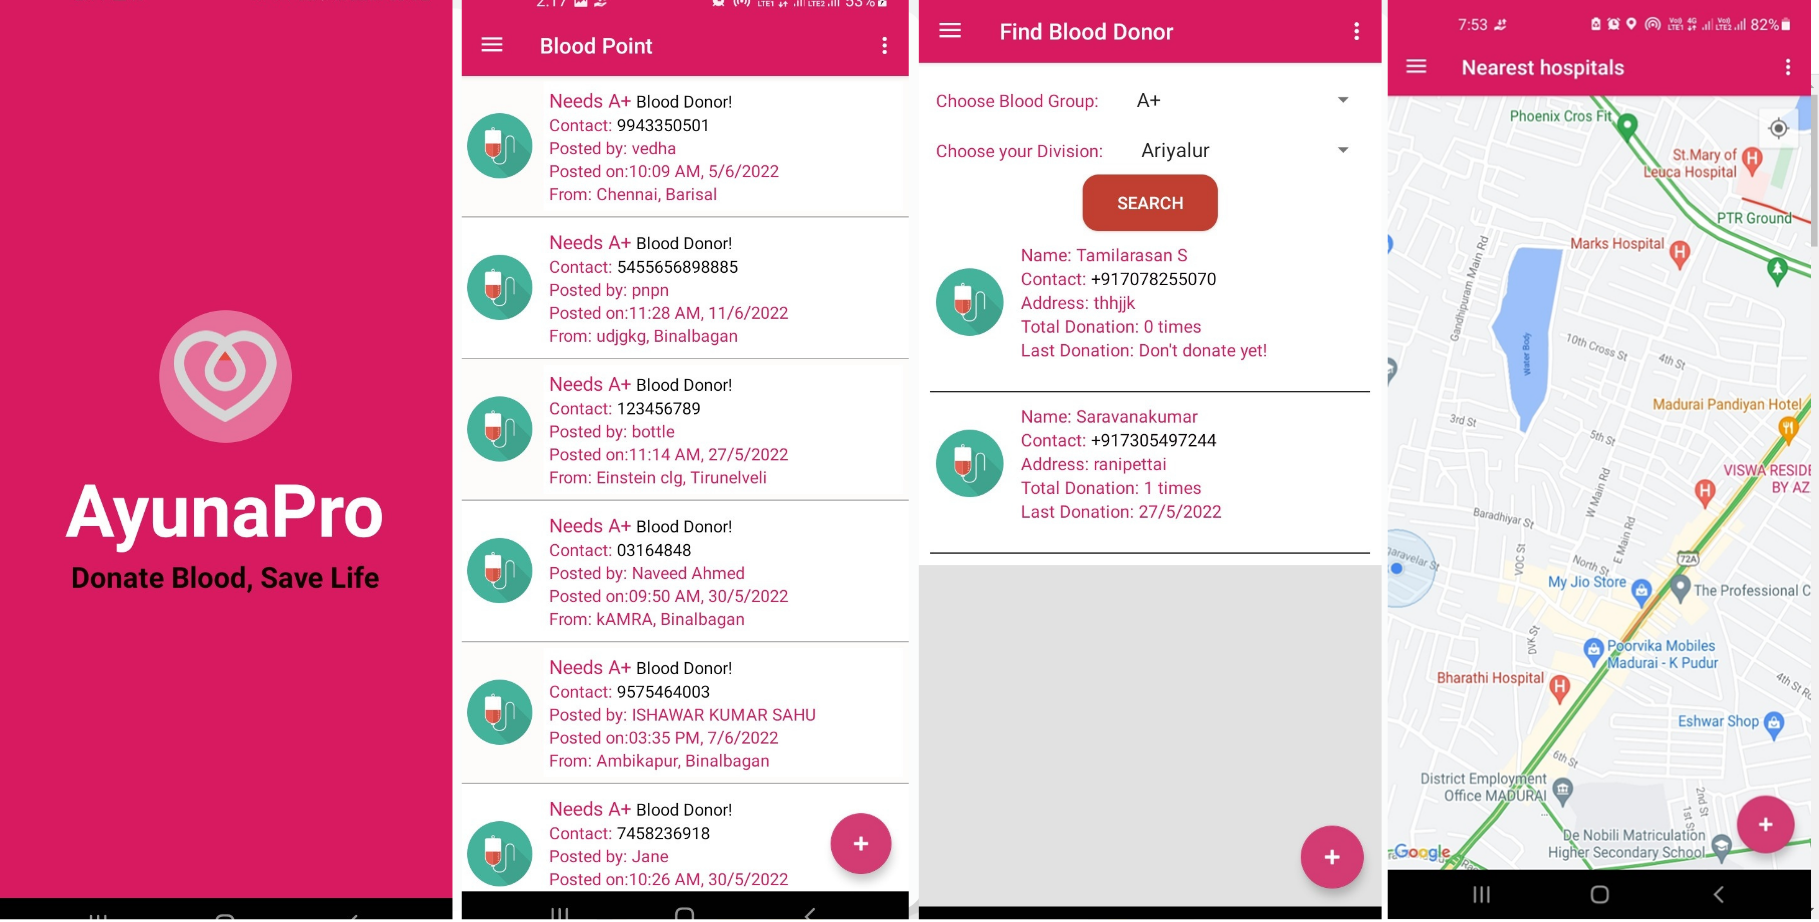 AyunaPro
Donate Blood, Save Life
2:17 LTE1 LTE2 53%
Blood Point
Needs A+ Blood Donor!
Contact: 9943350501
Posted by: vedha
Posted on:10:09 AM, 5/6/2022
From: Chennai, Barisal
Needs A+ Blood Donor!
Contact: 5455656898885
Posted by: pnpn
Posted on:11:28 AM, 11/6/2022
From: udjgkg, Binalbagan
Needs A+ Blood Donor!
Contact: 123456789
Posted by: bottle
Posted on:11:14 AM, 27/5/2022
From: Einstein clg, Tirunelveli
Needs A+ Blood Donor!
Contact: 03164848
Posted by: Naveed Ahmed
Posted on:09:50 AM, 30/5/2022
From: kAMRA, Binalbagan
Needs A+ Blood Donor!
Contact: 9575464003
Posted by: ISHAWAR KUMAR SAHU
Posted on:03:35 PM, 7/6/2022
From: Ambikapur, Binalbagan
Needs A+ Blood Donor!
Contact: 7458236918
Posted by: Jane
Posted on:10:26 AM, 30/5/2022
+
Find Blood Donor
Choose Blood Group: A+
Choose your Division: Ariyalur
SEARCH
Name: Tamilarasan S
Contact: +917078255070
Address: thhjjk
Total Donation: 0 times
Last Donation: Don't donate yet!
Name: Saravanakumar
Contact: +917305497244
Address: ranipettai
Total Donation: 1 times
Last Donation: 27/5/2022
+
7:53 Vo) LTE1 4G Vo) LTE2 82%
Nearest hospitals
Phoenix Cros Fit
St.Mary of
Leuca Hospital
PTR Ground
Marks Hospital
Gandhipuram Main Rd
Water Body
10th Cross St
4th St
Madurai Pandiyan Hotel
3rd St
5th St
VISWA RESIDE
BY AZ
W Main Rd
Baradhiyar St
E Main Rd
garavelar St
VOC St
North St
72A
My Jio Store
The Professional C
DVK St
Poorvika Mobiles
Madurai - K Pudur
Bharathi Hospital
4th St
Eshwar Shop
6th St
District Employment
Office MADURAI
2nd St
1st St
De Nobili Matriculation
Higher Secondary School
Google
+